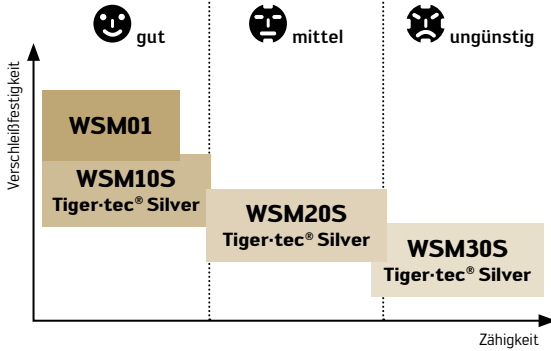 gut
mittel
ungünstig
Verschleißfestigkeit
WSM01
WSM10S
Tiger·tec® Silver
WSM20S
Tiger·tec® Silver
WSM30S
Tiger·tec® Silver
Zähigkeit